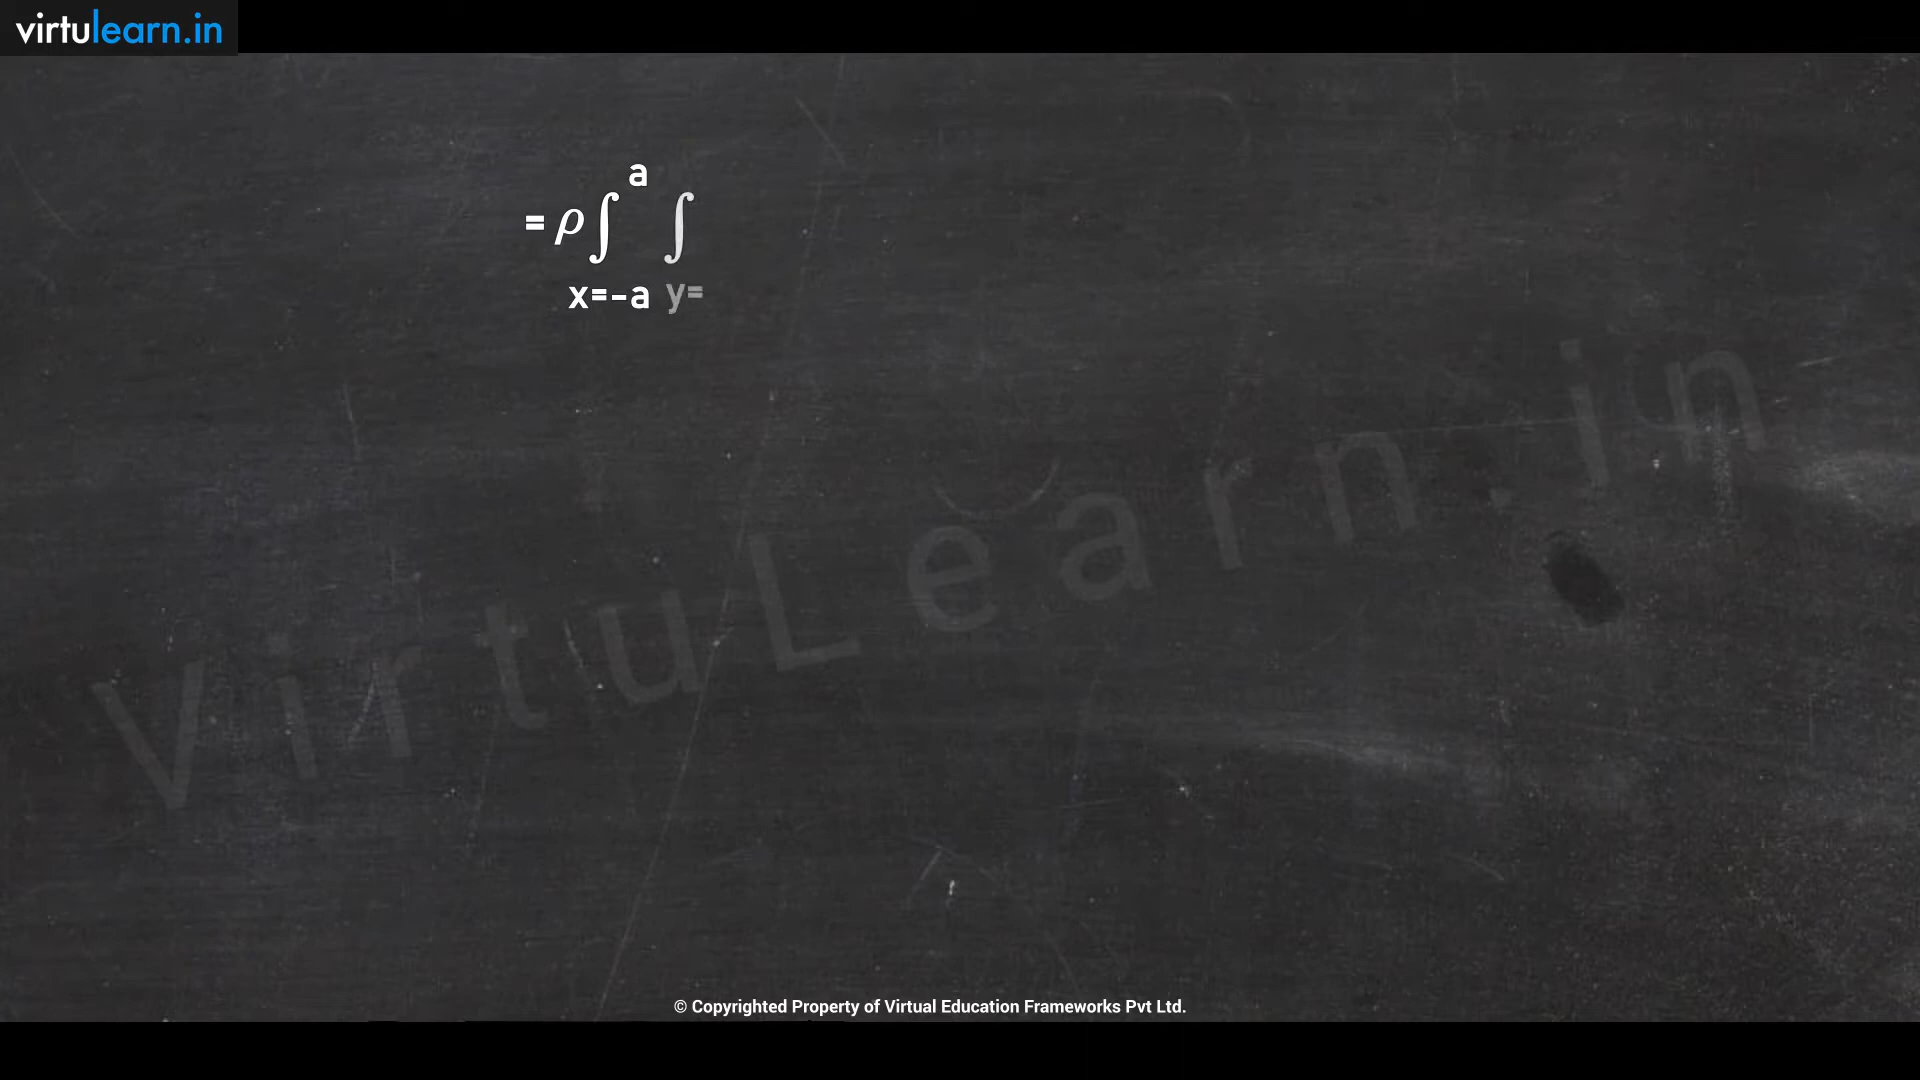 virtulearn.in
a
= ρ∫ ∫
x=-a y=
VirtuLearn.in
© Copyrighted Property of Virtual Education Frameworks Pvt Ltd.